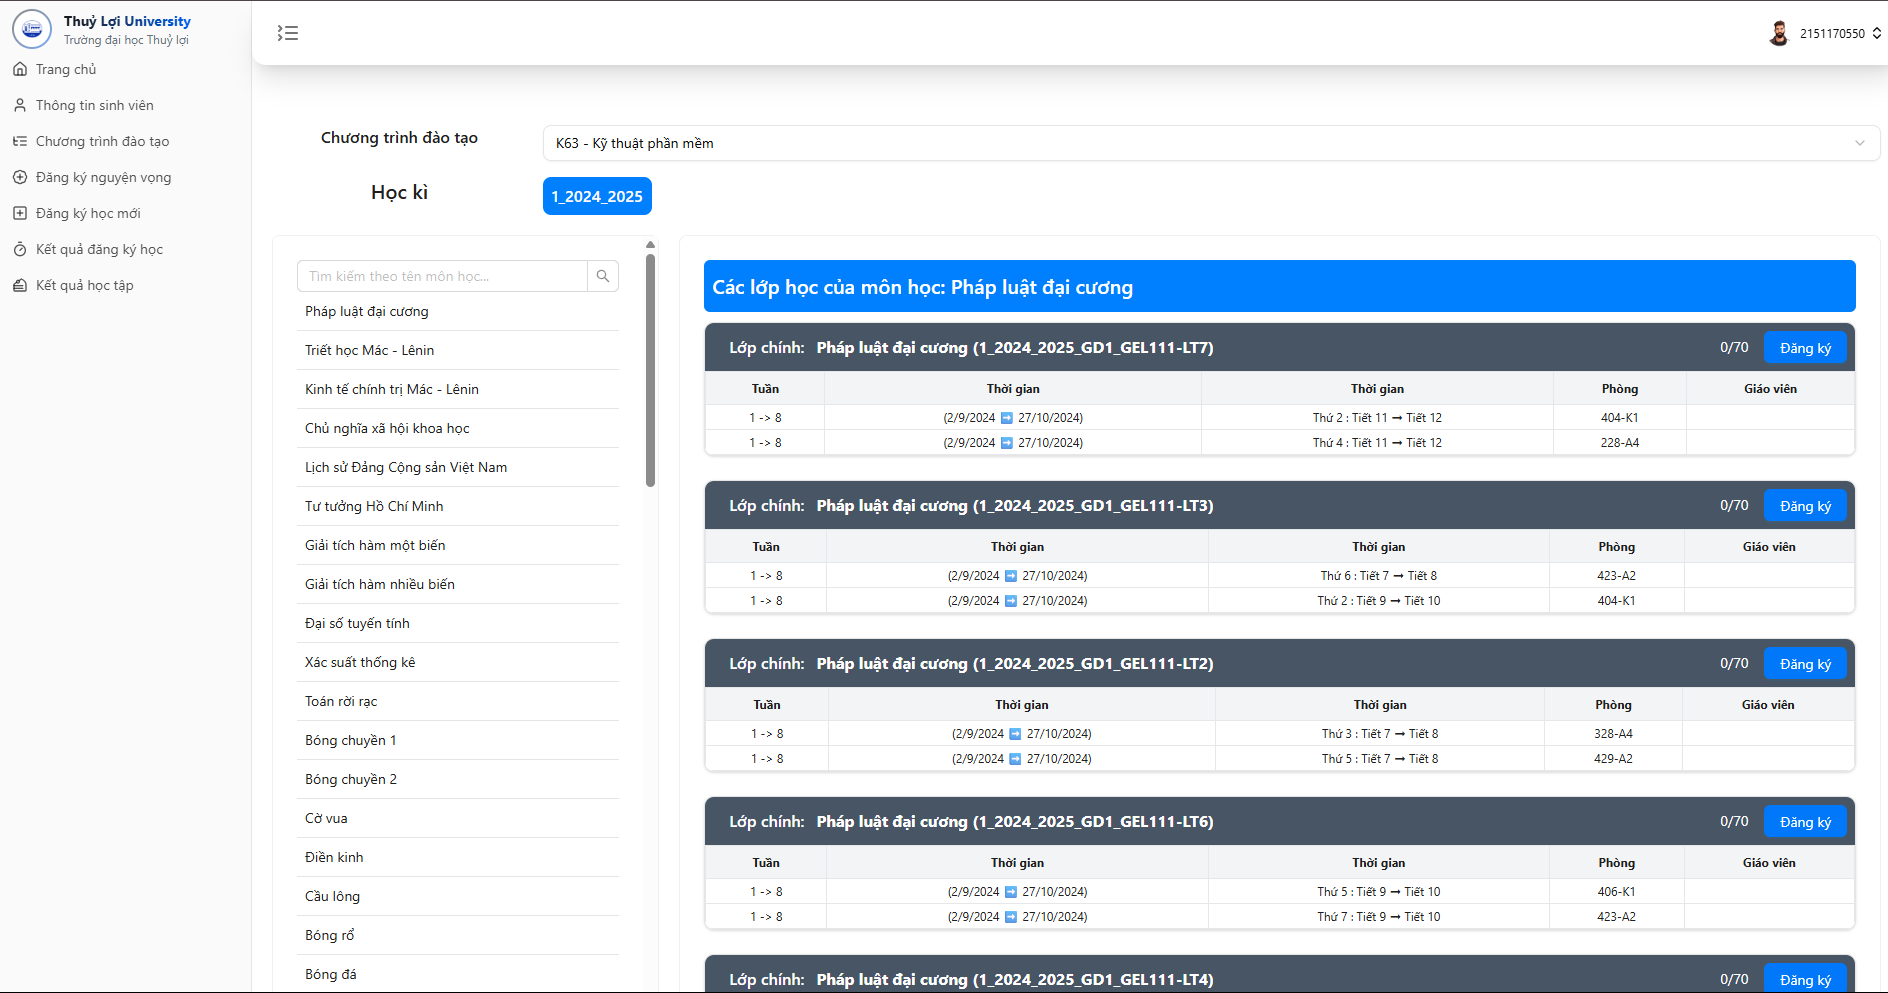 Thuỷ Lợi University
Trường đại học Thuỷ lợi
Trang chủ
Thông tin sinh viên
Chương trình đào tạo
Đăng ký nguyện vọng
Đăng ký học mới
Kết quả đăng ký học
Kết quả học tập
2151170550
Chương trình đào tạo
K63 - Kỹ thuật phần mềm
Học kì
1_2024_2025
Tìm kiếm theo tên môn học...
Pháp luật đại cương
Triết học Mác - Lênin
Kinh tế chính trị Mác - Lênin
Chủ nghĩa xã hội khoa học
Lịch sử Đảng Cộng sản Việt Nam
Tư tưởng Hồ Chí Minh
Giải tích hàm một biến
Giải tích hàm nhiều biến
Đại số tuyến tính
Xác suất thống kê
Toán rời rạc
Bóng chuyền 1
Bóng chuyền 2
Cờ vua
Điền kinh
Cầu lông
Bóng rổ
Bóng đá
Các lớp học của môn học: Pháp luật đại cương
Lớp chính: Pháp luật đại cương (1_2024_2025_GD1_GEL111-LT7) 0/70 Đăng ký
Tuần Thời gian Thời gian Phòng Giáo viên
1 -> 8 (2/9/2024 ➡️ 27/10/2024) Thứ 2 : Tiết 11 ➞ Tiết 12 404-K1
1 -> 8 (2/9/2024 ➡️ 27/10/2024) Thứ 4 : Tiết 11 ➞ Tiết 12 228-A4
Lớp chính: Pháp luật đại cương (1_2024_2025_GD1_GEL111-LT3) 0/70 Đăng ký
Tuần Thời gian Thời gian Phòng Giáo viên
1 -> 8 (2/9/2024 ➡️ 27/10/2024) Thứ 6 : Tiết 7 ➞ Tiết 8 423-A2
1 -> 8 (2/9/2024 ➡️ 27/10/2024) Thứ 2 : Tiết 9 ➞ Tiết 10 404-K1
Lớp chính: Pháp luật đại cương (1_2024_2025_GD1_GEL111-LT2) 0/70 Đăng ký
Tuần Thời gian Thời gian Phòng Giáo viên
1 -> 8 (2/9/2024 ➡️ 27/10/2024) Thứ 3 : Tiết 7 ➞ Tiết 8 328-A4
1 -> 8 (2/9/2024 ➡️ 27/10/2024) Thứ 5 : Tiết 7 ➞ Tiết 8 429-A2
Lớp chính: Pháp luật đại cương (1_2024_2025_GD1_GEL111-LT6) 0/70 Đăng ký
Tuần Thời gian Thời gian Phòng Giáo viên
1 -> 8 (2/9/2024 ➡️ 27/10/2024) Thứ 5 : Tiết 9 ➞ Tiết 10 406-K1
1 -> 8 (2/9/2024 ➡️ 27/10/2024) Thứ 7 : Tiết 9 ➞ Tiết 10 423-A2
Lớp chính: Pháp luật đại cương (1_2024_2025_GD1_GEL111-LT4) 0/70 Đăng ký